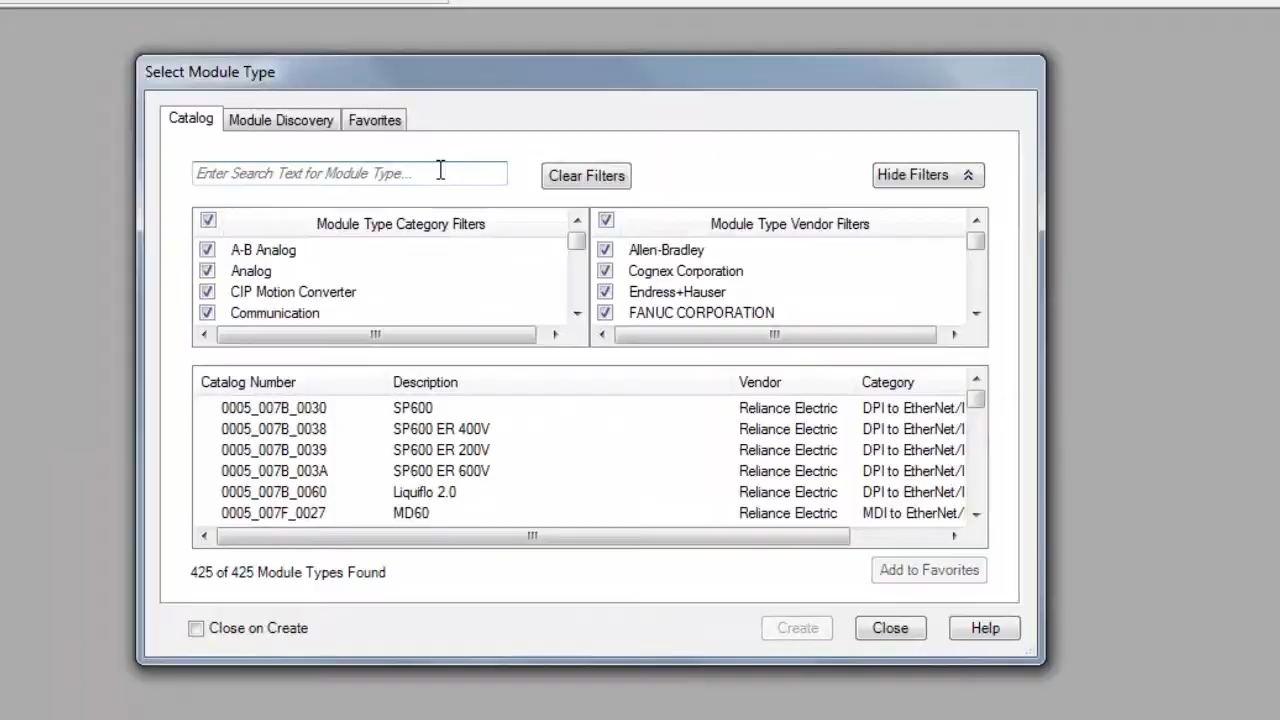 Select Module Type
Catalog Module Discovery Favorites
Enter Search Text for Module Type... Clear Filters Hide Filters
Module Type Category Filters Module Type Vendor Filters
A-B Analog Allen-Bradley
Analog Cognex Corporation
CIP Motion Converter Endress+Hauser
Communication FANUC CORPORATION
Catalog Number Description Vendor Category
0005_007B_0030 SP600 Reliance Electric DPI to EtherNet/I
0005_007B_0038 SP600 ER 400V Reliance Electric DPI to EtherNet/I
0005_007B_0039 SP600 ER 200V Reliance Electric DPI to EtherNet/I
0005_007B_003A SP600 ER 600V Reliance Electric DPI to EtherNet/I
0005_007B_0060 Liquiflo 2.0 Reliance Electric DPI to EtherNet/I
0005_007F_0027 MD60 Reliance Electric MDI to EtherNet/
425 of 425 Module Types Found Add to Favorites
Close on Create Create Close Help